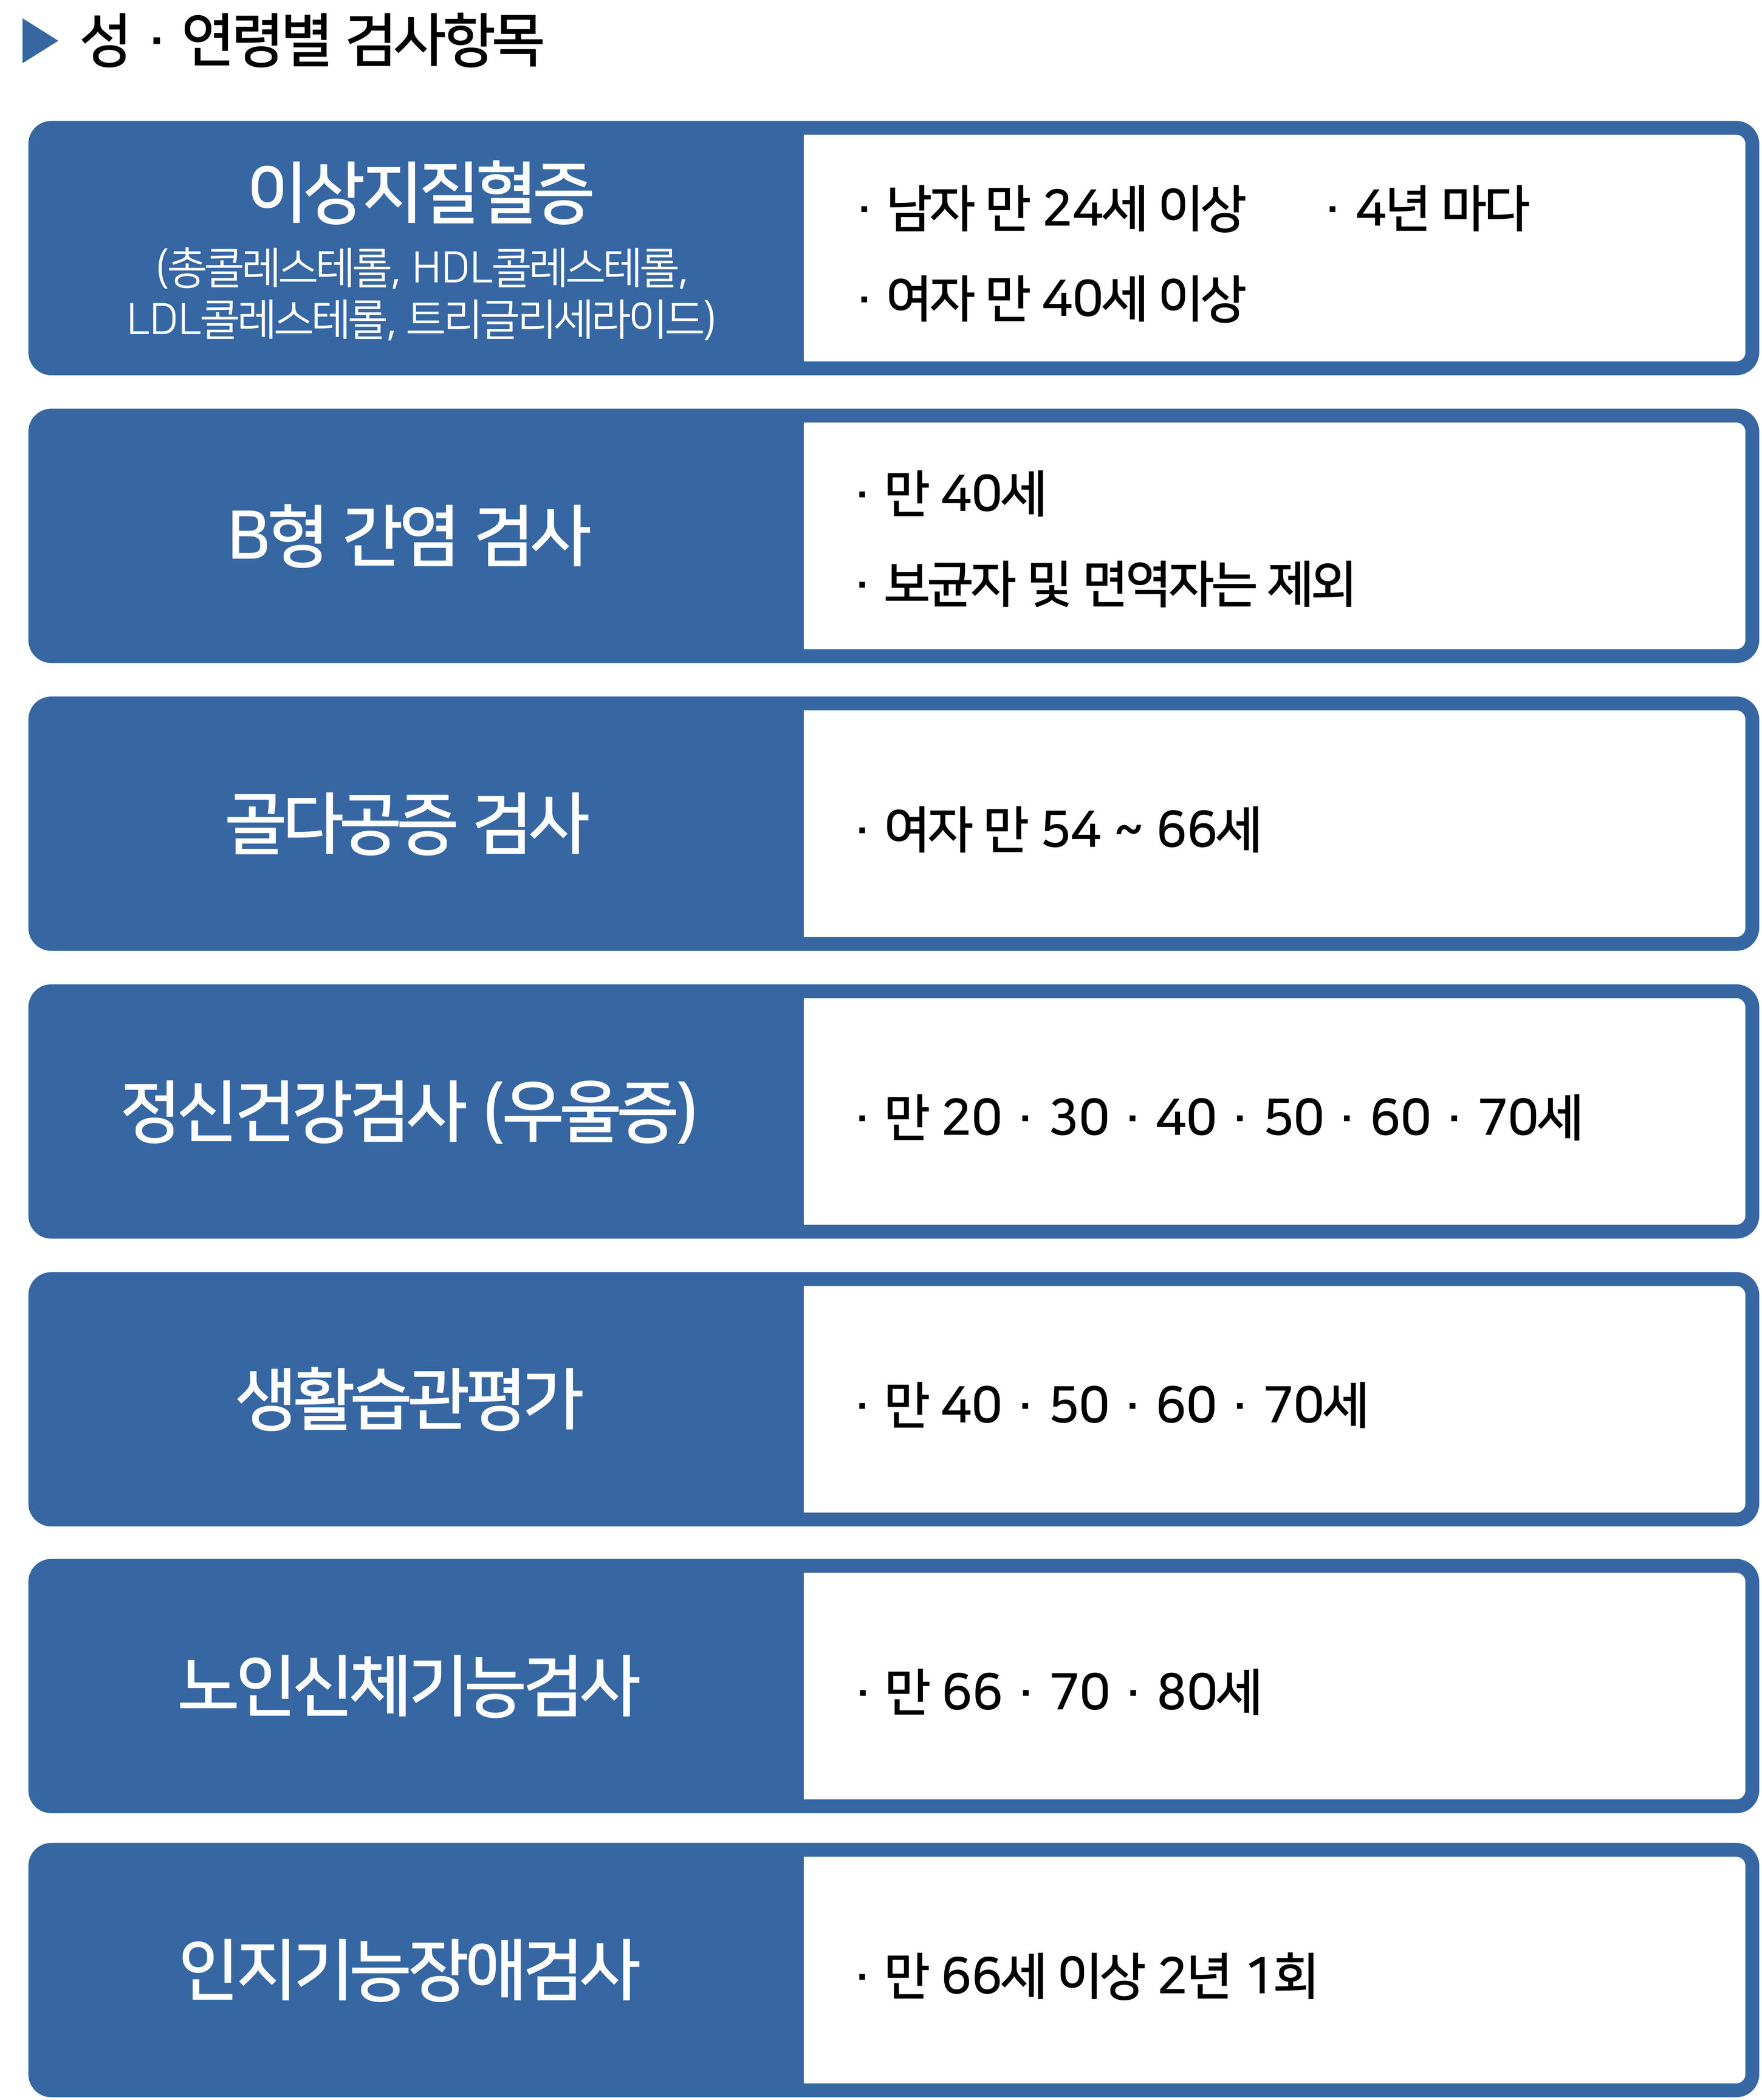 ▶ 성 · 연령별 검사항목
이상지질혈증
(총콜레스테롤, HDL콜레스테롤,
LDL콜레스테롤, 트리글리세라이드)
· 남자 만 24세 이상 · 4년 마다
· 여자 만 40세 이상
B형 간염 검사
· 만 40세
· 보균자 및 면역자는 제외
골다공증 검사
· 여자 만 54 ~ 66세
정신건강검사 (우울증)
· 만 20 · 30 · 40 · 50 · 60 · 70세
생활습관평가
· 만 40 · 50 · 60 · 70세
노인신체기능검사
· 만 66 · 70 · 80세
인지기능장애검사
· 만 66세 이상 2년 1회